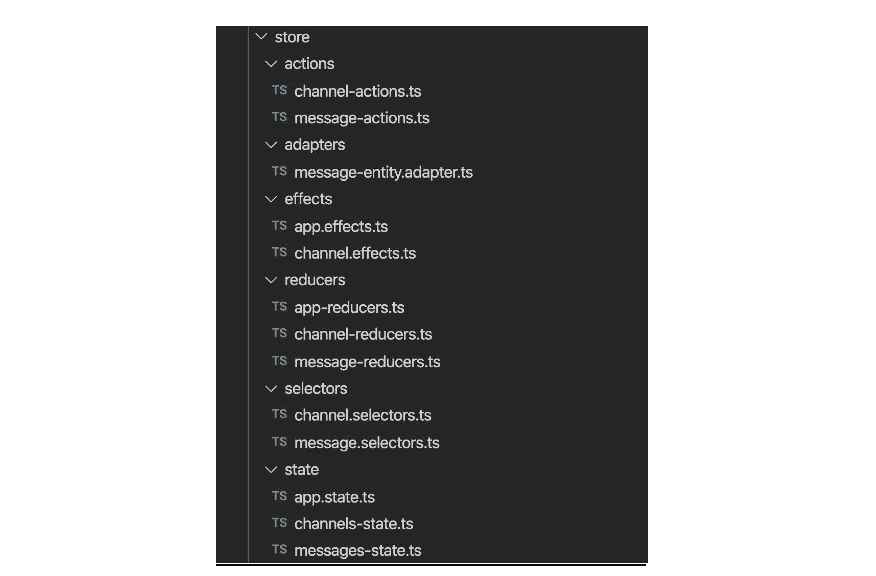 store
actions
TS channel-actions.ts
TS message-actions.ts
adapters
TS message-entity.adapter.ts
effects
TS app.effects.ts
TS channel.effects.ts
reducers
TS app-reducers.ts
TS channel-reducers.ts
TS message-reducers.ts
selectors
TS channel.selectors.ts
TS message.selectors.ts
state
TS app.state.ts
TS channels-state.ts
TS messages-state.ts